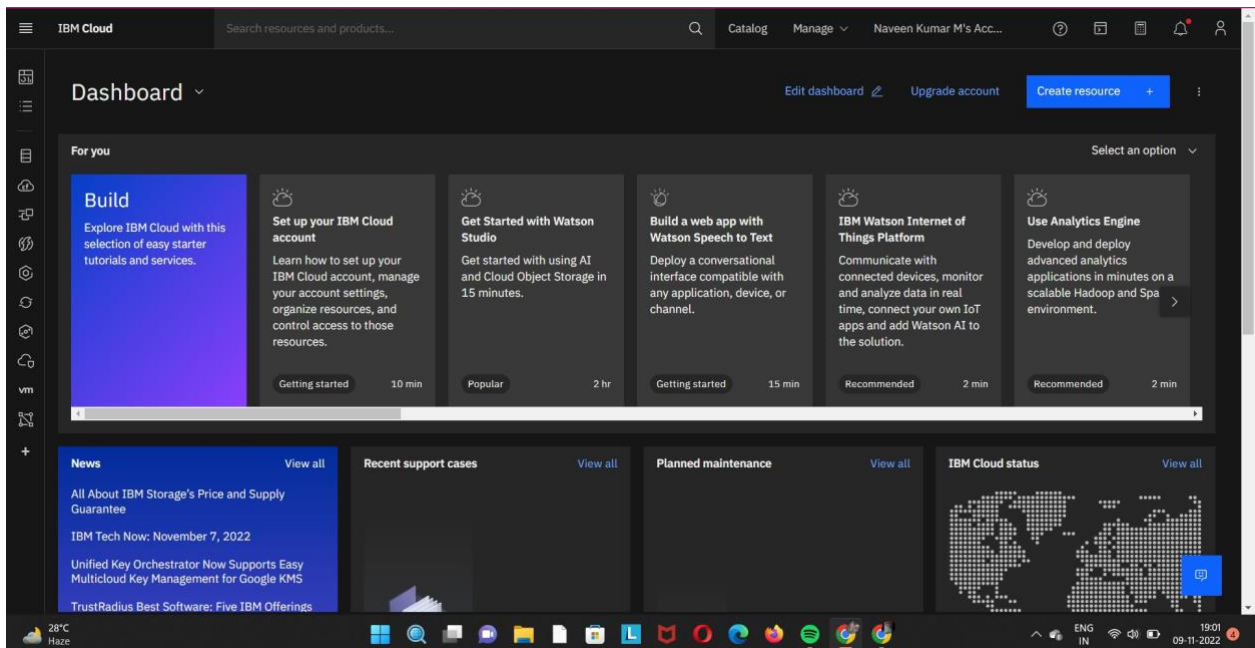 IBM Cloud
Search resources and products...
Catalog
Manage
Naveen Kumar M's Acc...
Dashboard
Edit dashboard
Upgrade account
Create resource +
For you
Select an option
Build
Explore IBM Cloud with this
selection of easy starter
tutorials and services.
Set up your IBM Cloud
account
Learn how to set up your
IBM Cloud account, manage
your account settings,
organize resources, and
control access to those
resources.
Getting started
10 min
Get Started with Watson
Studio
Get started with using AI
and Cloud Object Storage in
15 minutes.
Popular
2 hr
Build a web app with
Watson Speech to Text
Deploy a conversational
interface compatible with
any application, device, or
channel.
Getting started
15 min
IBM Watson Internet of
Things Platform
Communicate with
connected devices, monitor
and analyze data in real
time, connect your own IoT
apps and add Watson AI to
the solution.
Recommended
2 min
Use Analytics Engine
Develop and deploy
advanced analytics
applications in minutes on a
scalable Hadoop and Spa
environment.
Recommended
2 min
vm
+
News
View all
All About IBM Storage's Price and Supply
Guarantee
IBM Tech Now: November 7, 2022
Unified Key Orchestrator Now Supports Easy
Multicloud Key Management for Google KMS
TrustRadius Best Software: Five IBM Offerings
Recent support cases
View all
Planned maintenance
View all
IBM Cloud status
View all
28°C
Haze
ENG
IN
19:01
09-11-2022
4